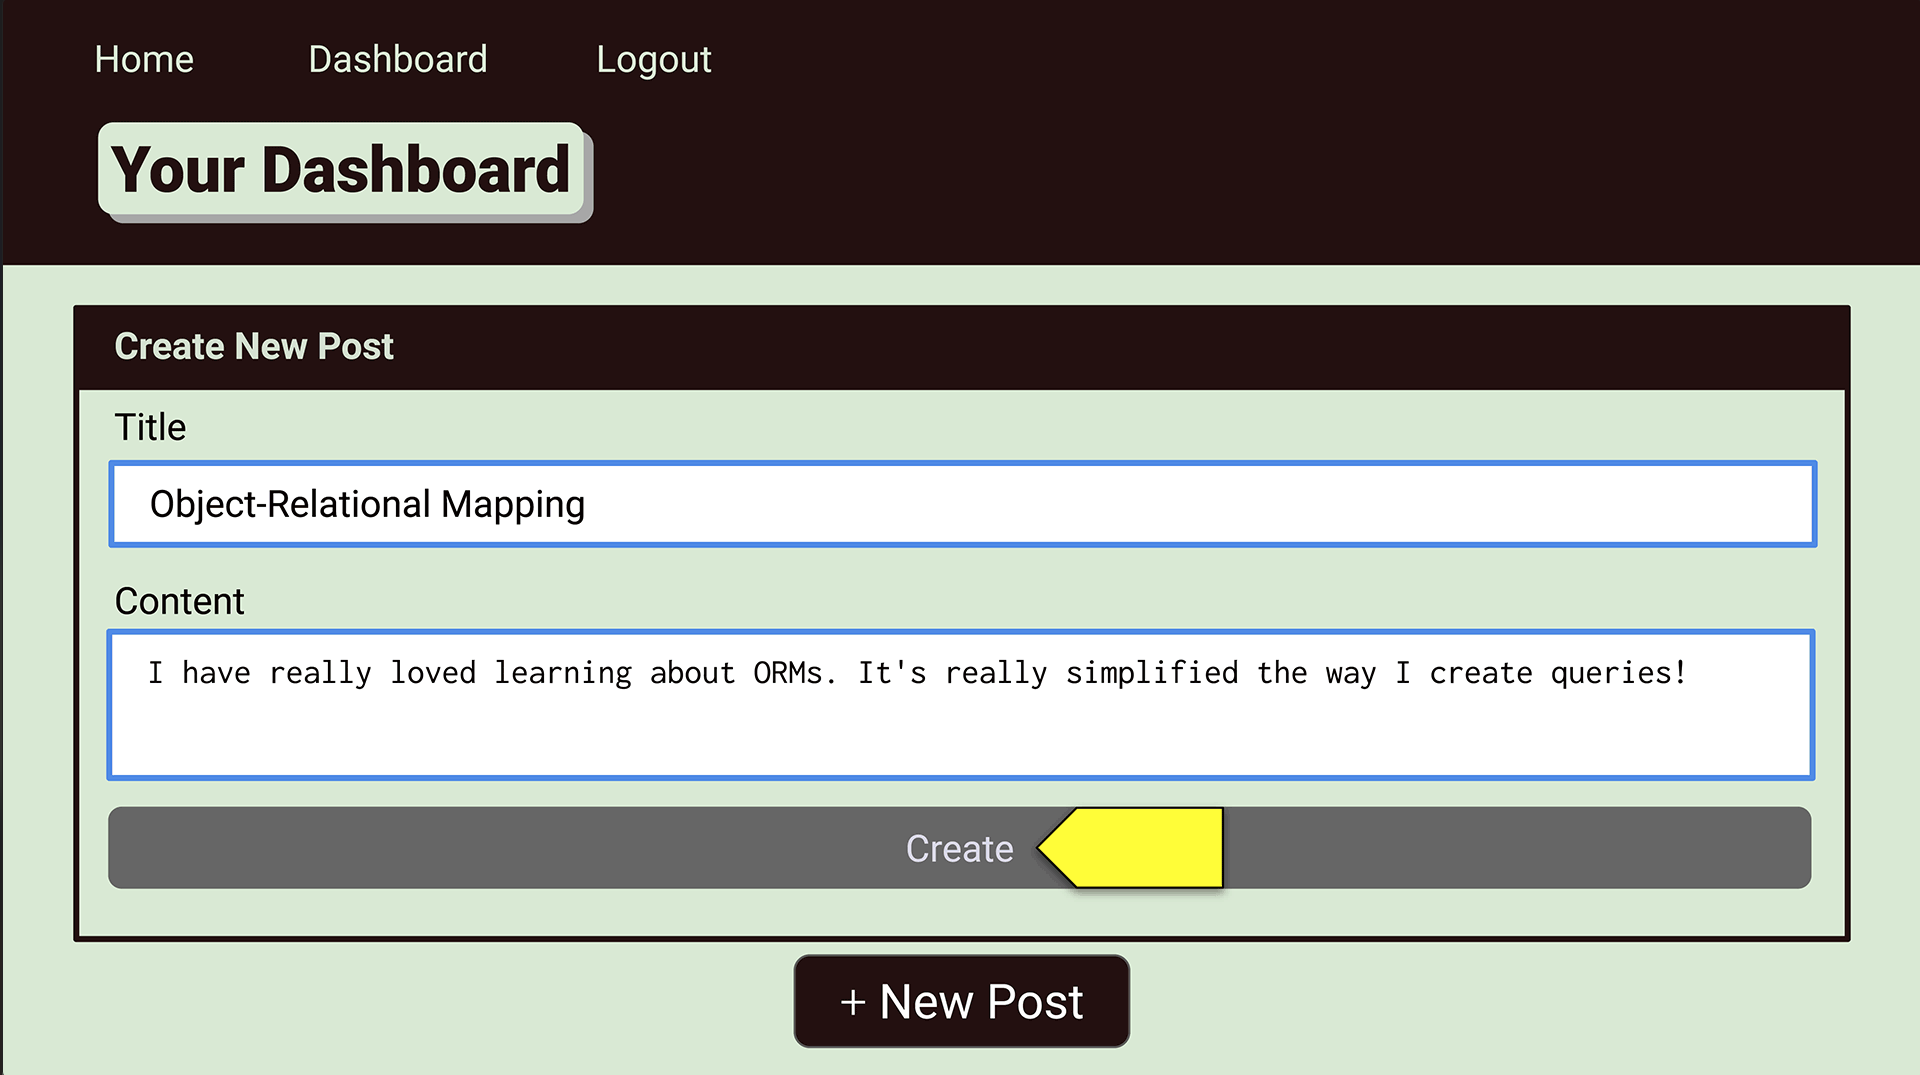 Home Dashboard Logout
Your Dashboard
Create New Post
Title
Object-Relational Mapping
Content
I have really loved learning about ORMs. It's really simplified the way I create queries!
Create
+ New Post